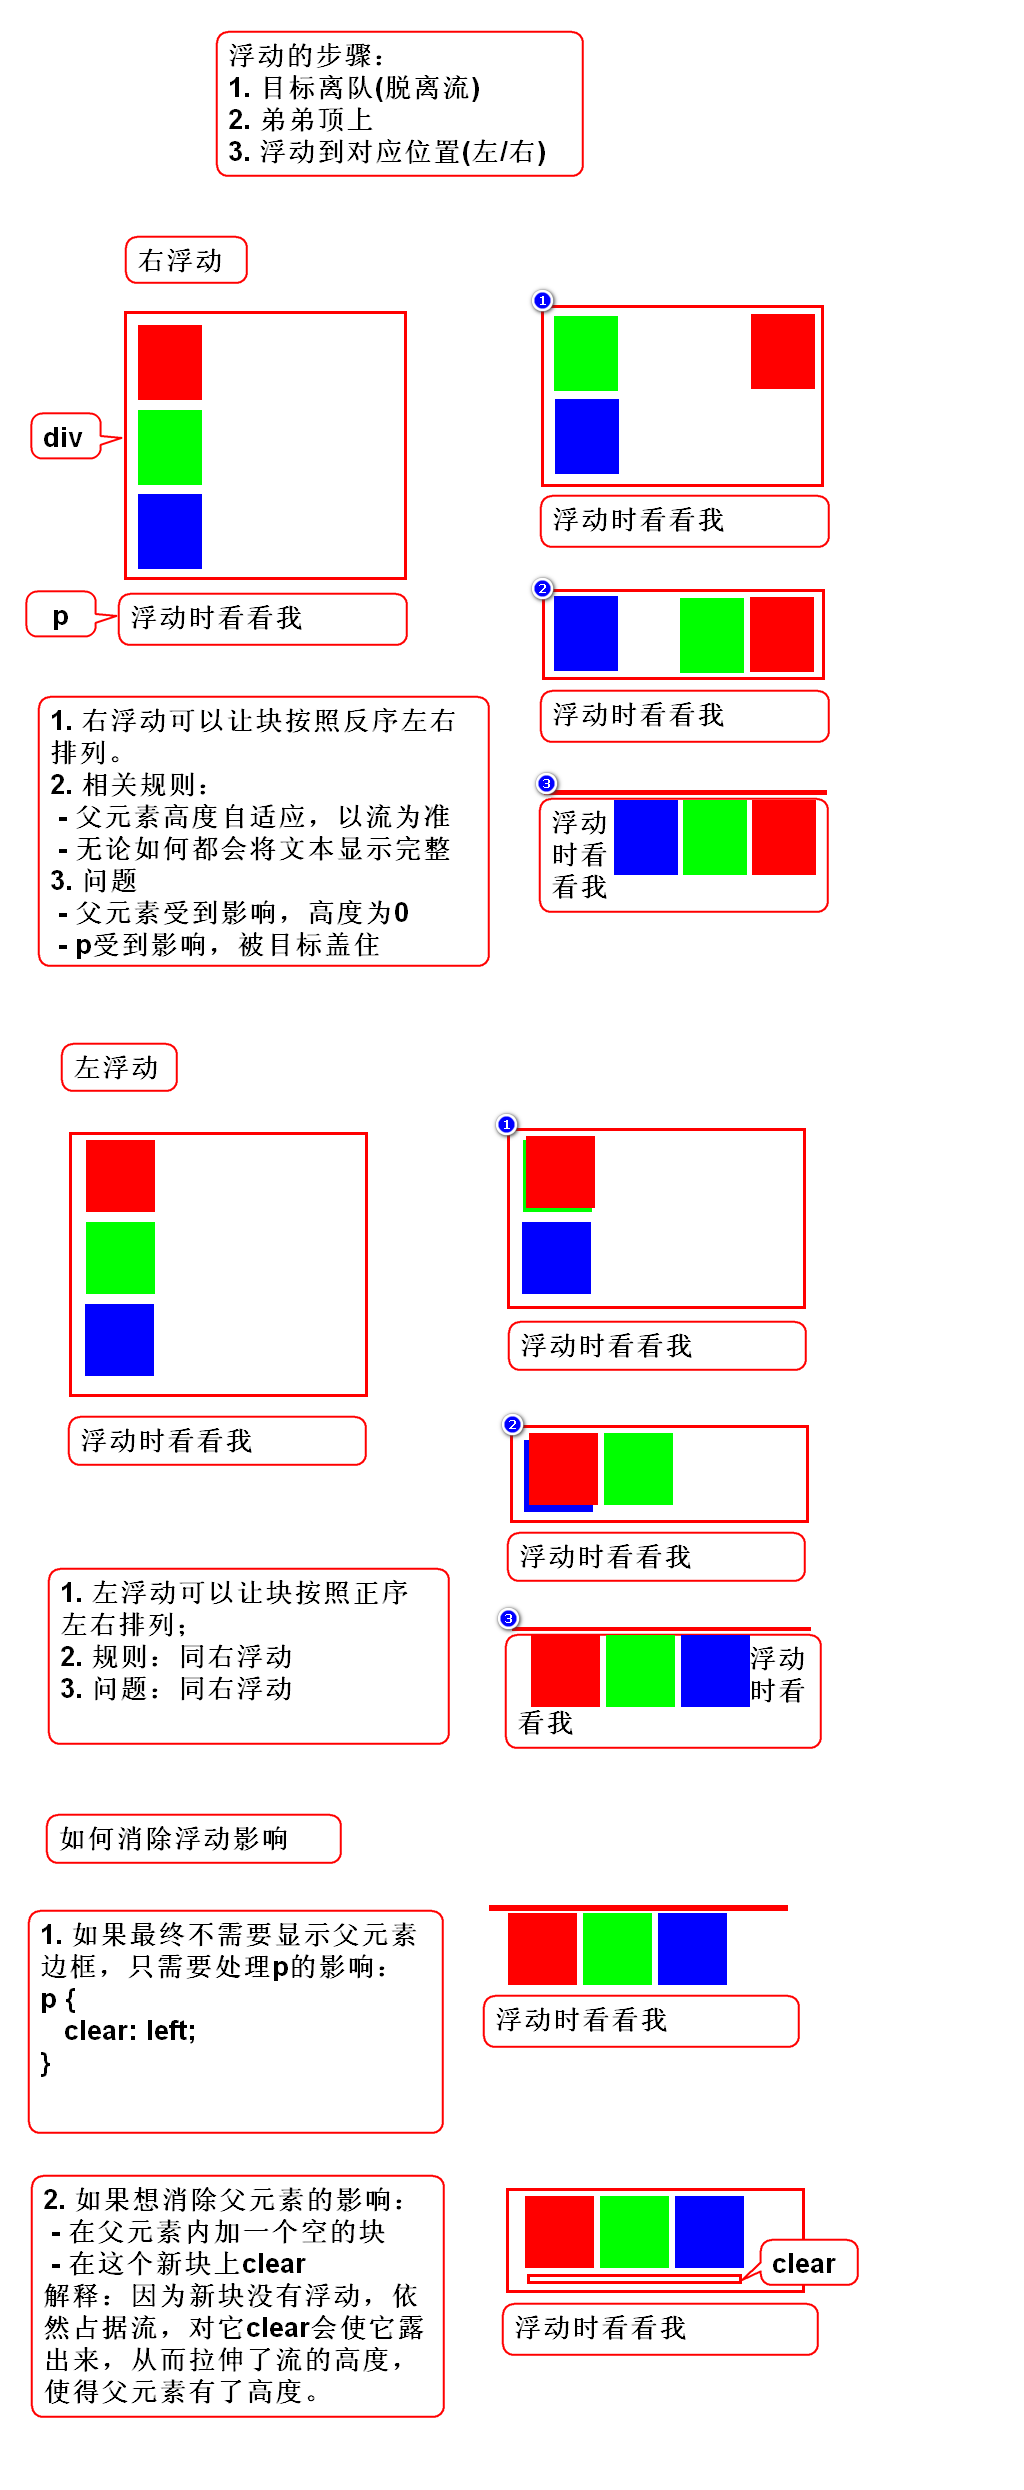 浮动的步骤：
1. 目标离队(脱离流)
2. 弟弟顶上
3. 浮动到对应位置(左/右)
右浮动
div
p
浮动时看看我
1
浮动时看看我
2
浮动时看看我
3
浮动
时看
看我
1. 右浮动可以让块按照反序左右
排列。
2. 相关规则：
- 父元素高度自适应，以流为准
- 无论如何都会将文本显示完整
3. 问题
- 父元素受到影响，高度为0
- p受到影响，被目标盖住
左浮动
浮动时看看我
1
浮动时看看我
2
浮动时看看我
3
浮动
时看
看我
1. 左浮动可以让块按照正序
左右排列；
2. 规则：同右浮动
3. 问题：同右浮动
如何消除浮动影响
1. 如果最终不需要显示父元素
边框，只需要处理p的影响：
p {
clear: left;
}
浮动时看看我
2. 如果想消除父元素的影响：
- 在父元素内加一个空的块
- 在这个新块上clear
解释：因为新块没有浮动，依
然占据流，对它clear会使它露
出来，从而拉伸了流的高度，
使得父元素有了高度。
clear
浮动时看看我